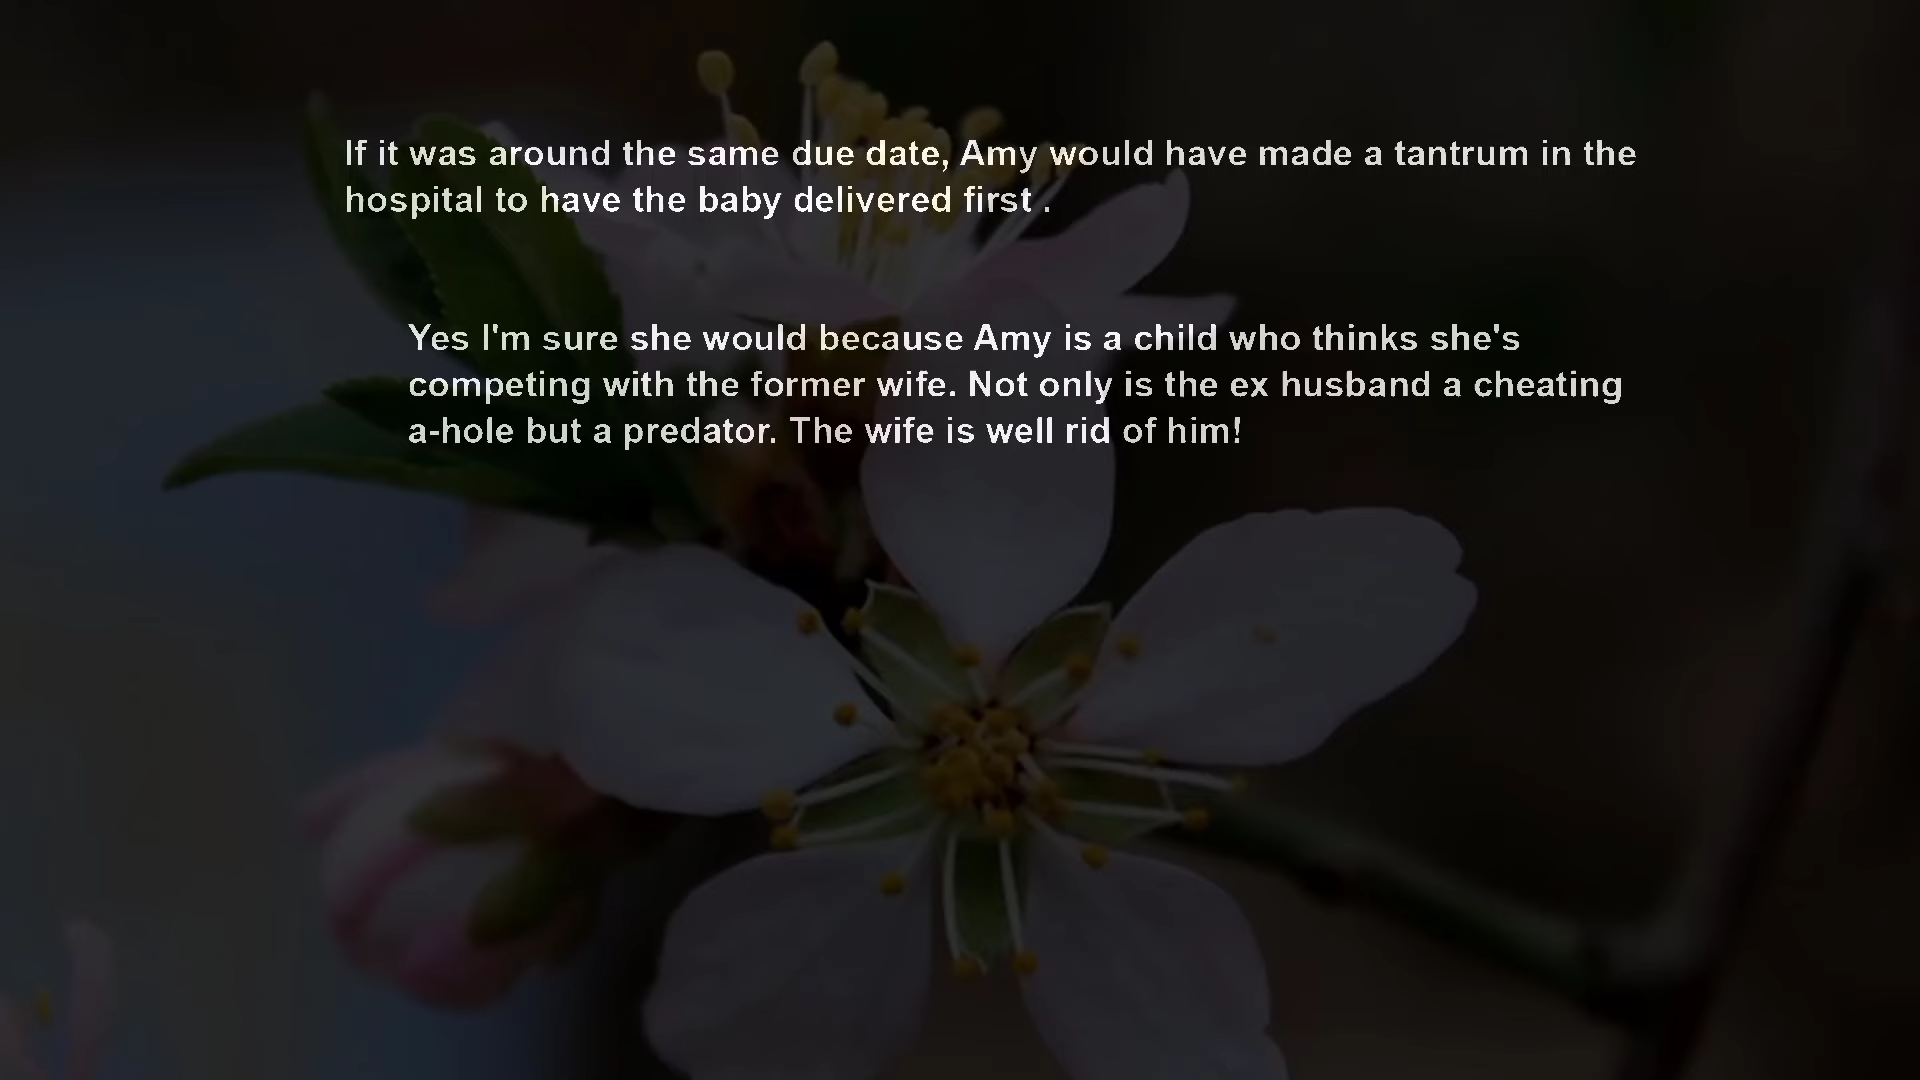 If it was around the same due date, Amy would have made a tantrum in the
hospital to have the baby delivered first .
Yes I'm sure she would because Amy is a child who thinks she's
competing with the former wife. Not only is the ex husband a cheating
a-hole but a predator. The wife is well rid of him!